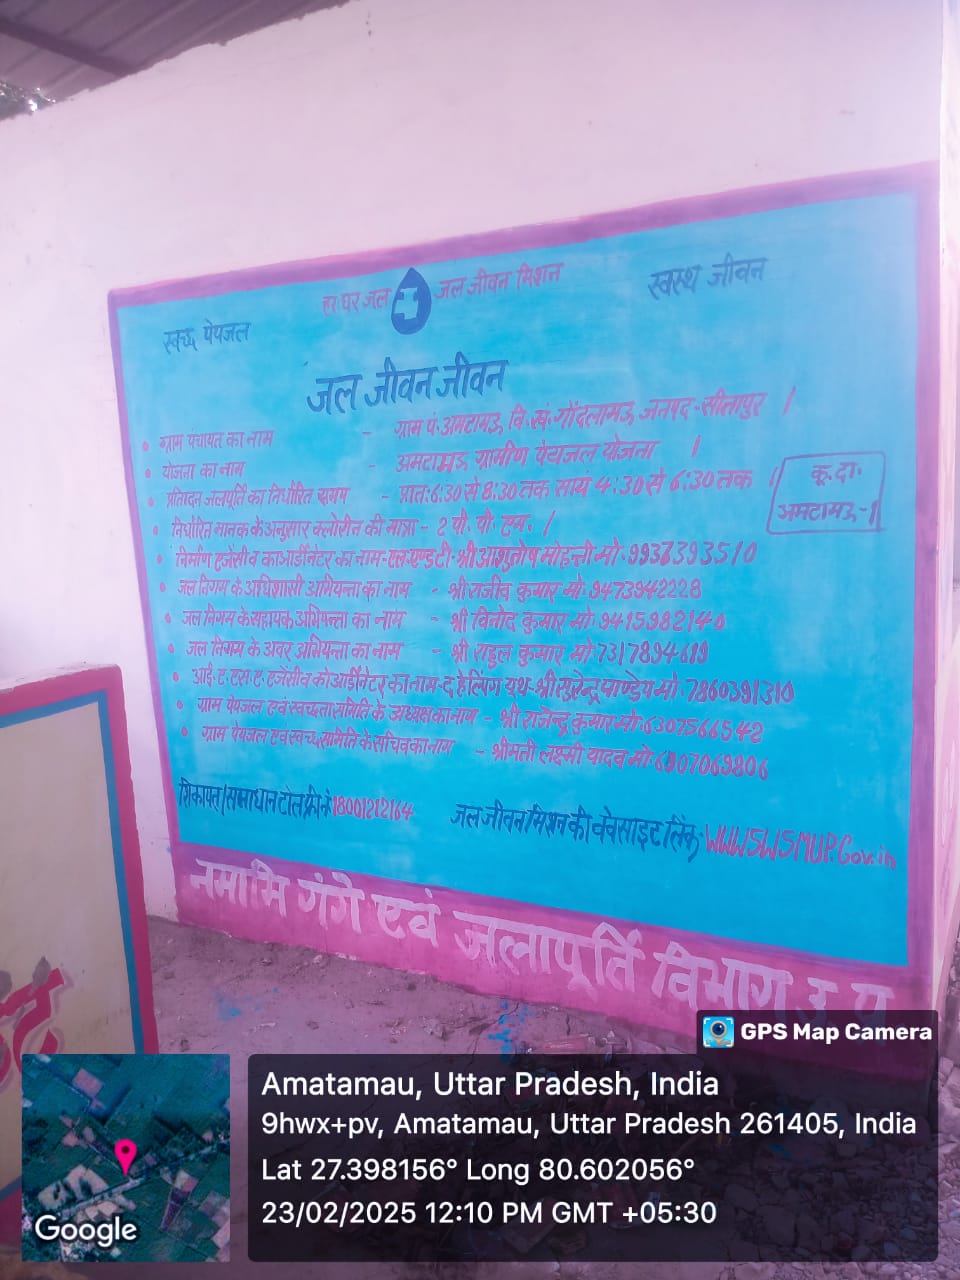 हर घर जल जल जीवन मिशन
स्वच्छ पेयजल
स्वस्थ जीवन
जल जीवन जीवन
• ग्राम पंचायत का नाम - ग्राम पं. अमटामऊ वि. खं. गोंदलामऊ जनपद-सीतापुर ।
• योजना का नाम - अमटामऊ ग्रामीण पेयजल योजना ।
• प्रतिदिन जलपूर्ति का निर्धारित समय - प्रातः 6:30 से 8:30 तक सायं 4:30 से 6:30 तक ।
कू. दा.
अमटामऊ-1
• निर्धारित मानक के अनुसार क्लोरीन की मात्रा - 2 पी. पी. एम. ।
• निर्माण एजेंसीव काआर्डीनेटर का नाम-एल.एण्डटी-श्री आशुतोष मोहन्ती मो-9937393510
• जल निगम के अधिशासी अभियन्ता का नाम - श्री राजीव कुमार मो-9473942228
• जल निगम के सहायक अभियन्ता का नाम - श्री विनोद कुमार मो-9415982140
• जल निगम के अवर अभियन्ता का नाम - श्री राहुल कुमार मो 7317894619
• आई.ए.एस.ए. एजेंसीव कोआर्डीनेटर का नाम-द हेल्पिंग यूथ-श्री सुरेन्द्र पाण्डेय मो.7860391310
• ग्राम पेयजल एवं स्वच्छता समिति के अध्यक्ष का नाम - श्री राजेन्द्र कुमार मो-6307566542
• ग्राम पेयजल एवं स्वच्छ समिति के सचिव का नाम - श्रीमती लक्ष्मी यादव मो-6907069806
शिकायत/समाधान टोल फ्री नं 18001212164
जल जीवन मिशन की वेबसाइट लिंक-WWWSWSMUP.Gov.in
नमामि गंगे एवं जलापूर्ति विभाग उ प्र
GPS Map Camera
Amatamau, Uttar Pradesh, India
9hwx+pv, Amatamau, Uttar Pradesh 261405, India
Lat 27.398156° Long 80.602056°
23/02/2025 12:10 PM GMT +05:30
Google